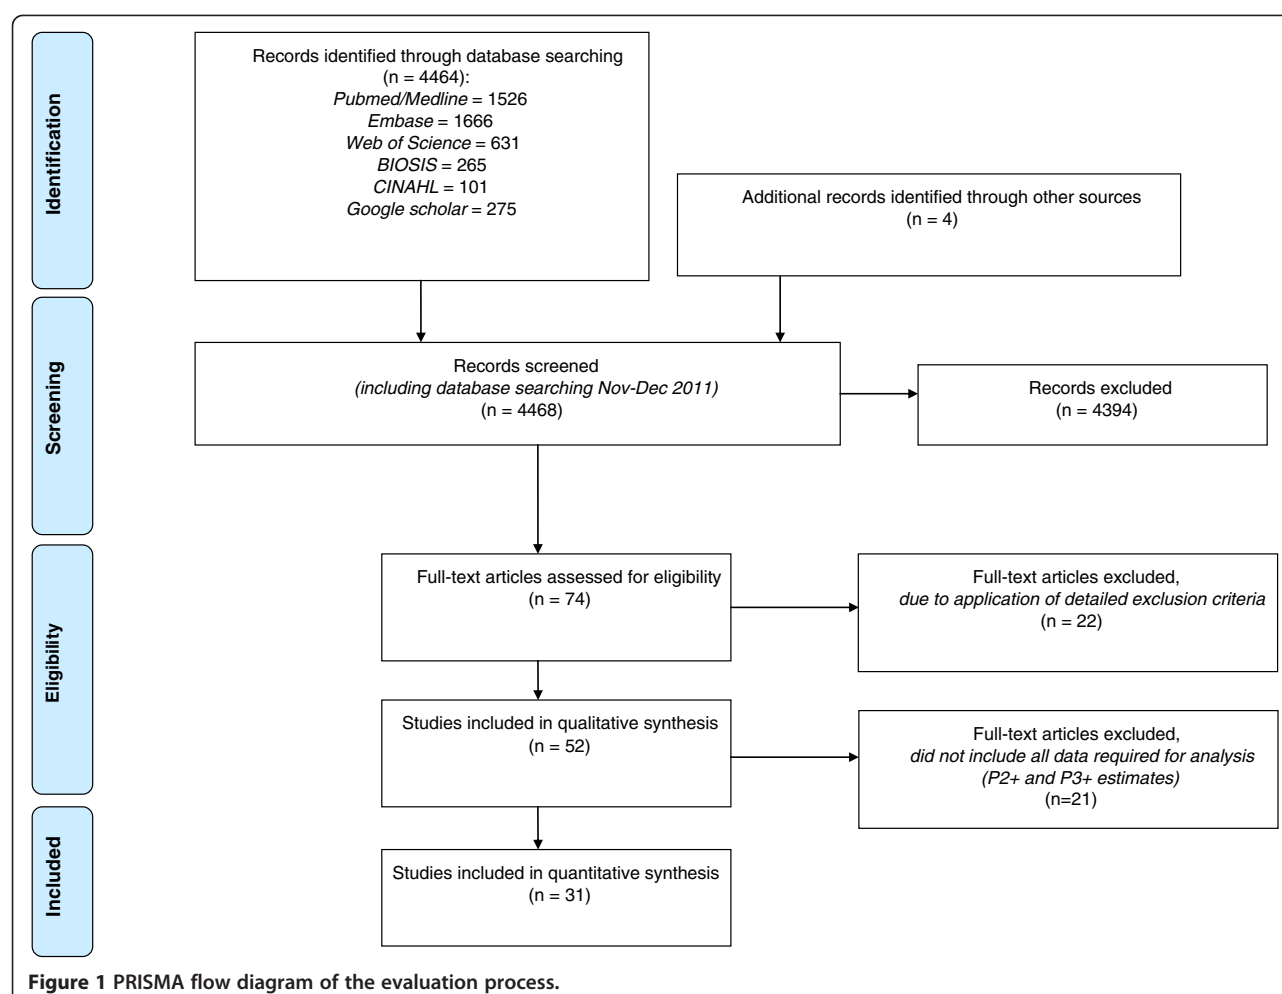 Identification
Records identified through database searching
(n = 4464):
Pubmed/Medline = 1526
Embase = 1666
Web of Science = 631
BIOSIS = 265
CINAHL = 101
Google scholar = 275
Additional records identified through other sources
(n = 4)
Screening
Records screened
(including database searching Nov-Dec 2011)
(n = 4468)
Records excluded
(n = 4394)
Eligibility
Full-text articles assessed for eligibility
(n = 74)
Full-text articles excluded,
due to application of detailed exclusion criteria
(n = 22)
Studies included in qualitative synthesis
(n = 52)
Full-text articles excluded,
did not include all data required for analysis
(P2+ and P3+ estimates)
(n=21)
Included
Studies included in quantitative synthesis
(n = 31)
Figure 1 PRISMA flow diagram of the evaluation process.